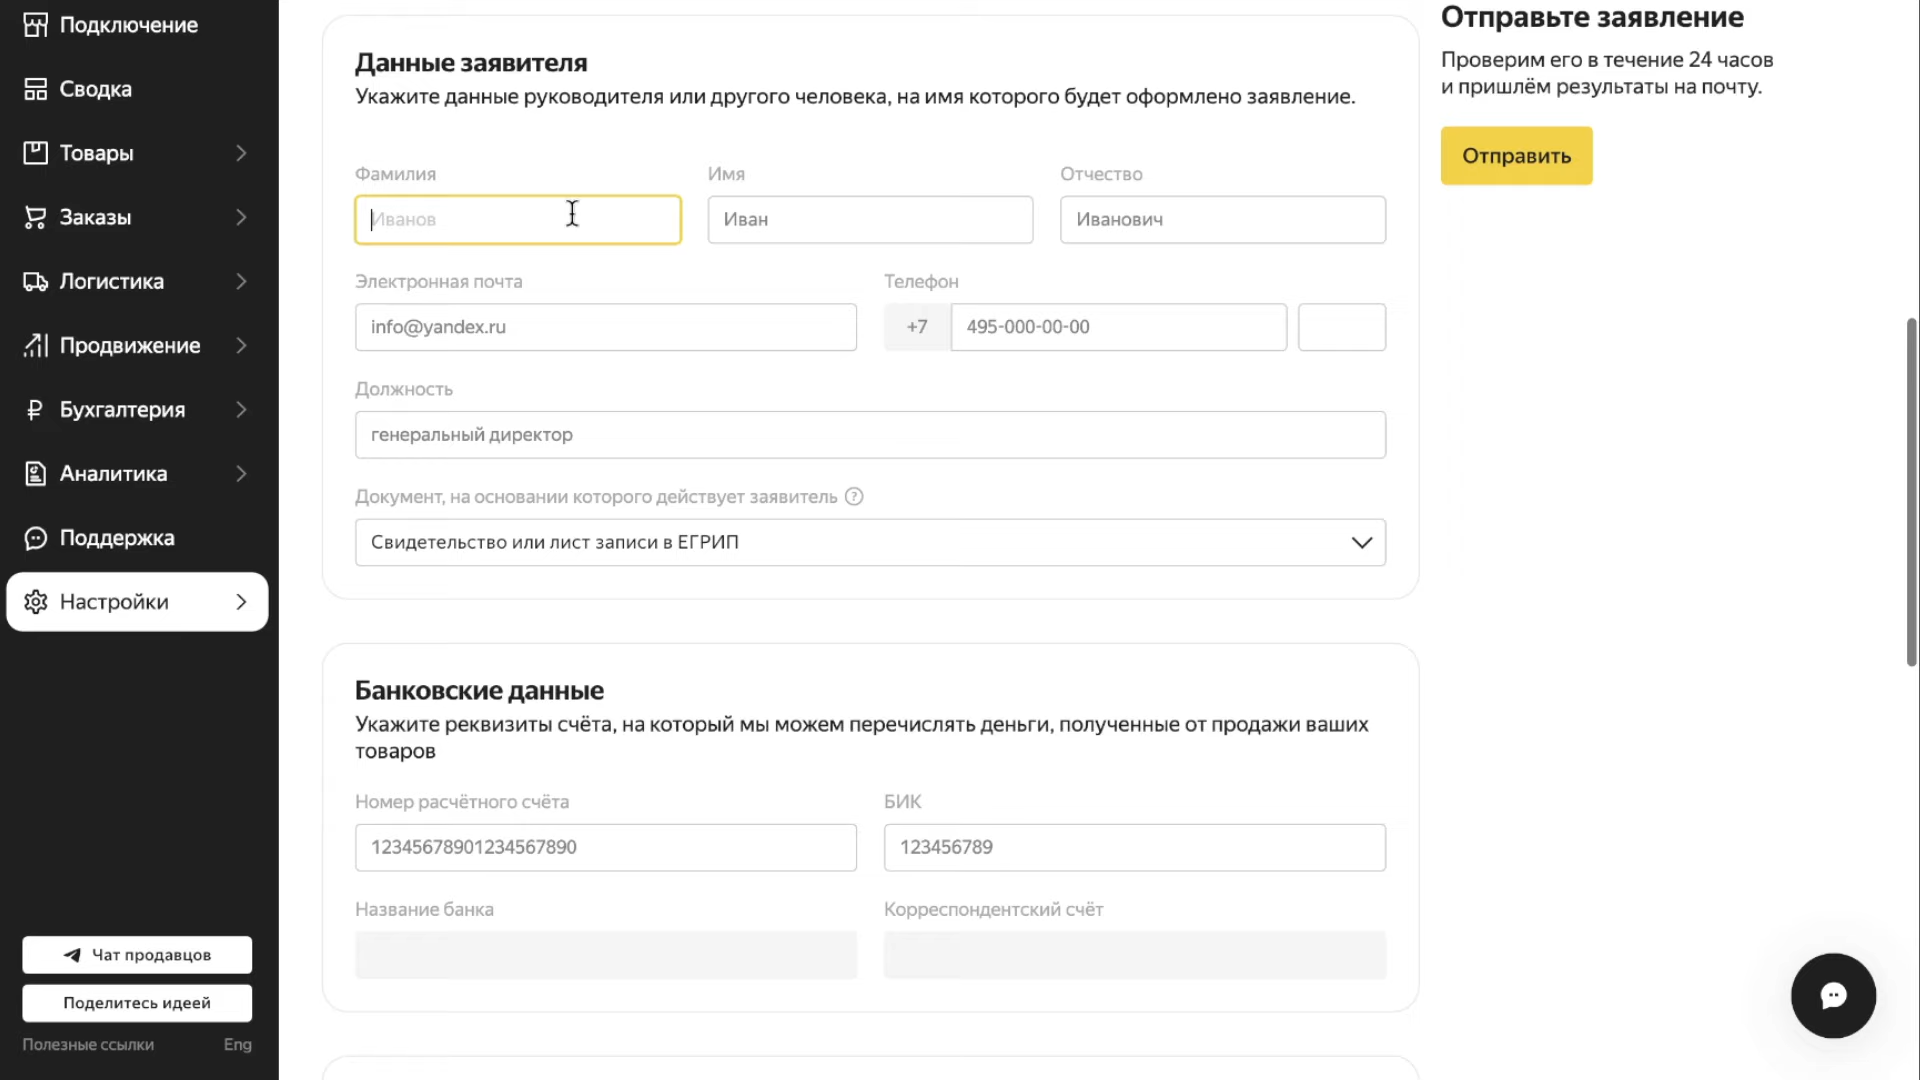 Подключение
Сводка
Товары
Заказы
Логистика
Продвижение
Бухгалтерия
Аналитика
Поддержка
Настройки
Чат продавцов
Поделитесь идеей
Полезные ссылки
Eng
Данные заявителя
Укажите данные руководителя или другого человека, на имя которого будет оформлено заявление.
Фамилия
Имя
Отчество
Иванов
Иван
Иванович
Электронная почта
Телефон
info@yandex.ru
+7
495-000-00-00
Должность
генеральный директор
Документ, на основании которого действует заявитель ?
Свидетельство или лист записи в ЕГРИП
Банковские данные
Укажите реквизиты счёта, на который мы можем перечислять деньги, полученные от продажи ваших
товаров
Номер расчётного счёта
БИК
12345678901234567890
123456789
Название банка
Корреспондентский счёт
Отправьте заявление
Проверим его в течение 24 часов
и пришлём результаты на почту.
Отправить